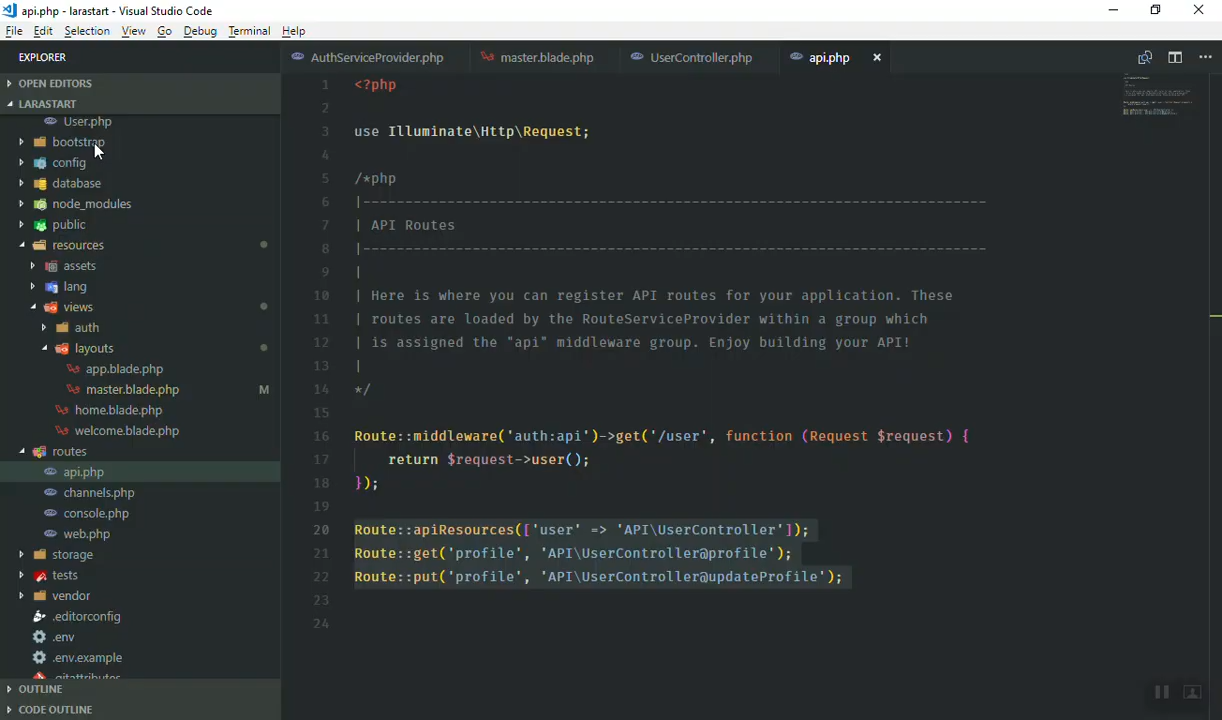 api.php - larastart - Visual Studio Code
File Edit Selection View Go Debug Terminal Help
EXPLORER
AuthServiceProvider.php
master.blade.php
UserController.php
api.php
OPEN EDITORS
LARASTART
User.php
bootstrap
config
database
node_modules
public
resources
assets
lang
views
auth
layouts
app.blade.php
master.blade.php M
home.blade.php
welcome.blade.php
routes
api.php
channels.php
console.php
web.php
storage
tests
vendor
.editorconfig
.env
.env.example
.gitattributes
OUTLINE
CODE OUTLINE
1 <?php
2
3 use Illuminate\Http\Request;
4
5 /*php
6 |--------------------------------------------------------------------------
7 | API Routes
8 |--------------------------------------------------------------------------
9 |
10 | Here is where you can register API routes for your application. These
11 | routes are loaded by the RouteServiceProvider within a group which
12 | is assigned the "api" middleware group. Enjoy building your API!
13 |
14 */
15
16 Route::middleware('auth:api')->get('/user', function (Request $request) {
17     return $request->user();
18 });
19
20 Route::apiResources(['user' => 'API\UserController']);
21 Route::get('profile', 'API\UserController@profile');
22 Route::put('profile', 'API\UserController@updateProfile');
23
24